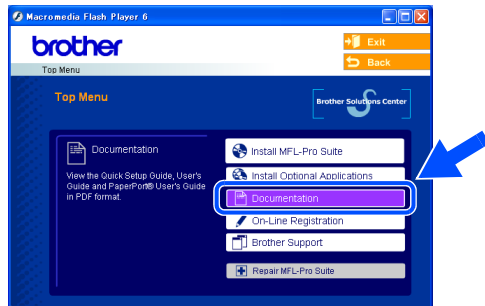 Macromedia Flash Player 6
brother
Exit
Back
Top Menu
Top Menu
Brother Solutions Center
Documentation
View the Quick Setup Guide, User's
Guide and PaperPort® User's Guide
in PDF format.
Install MFL-Pro Suite
Install Optional Applications
Documentation
On-Line Registration
Brother Support
Repair MFL-Pro Suite